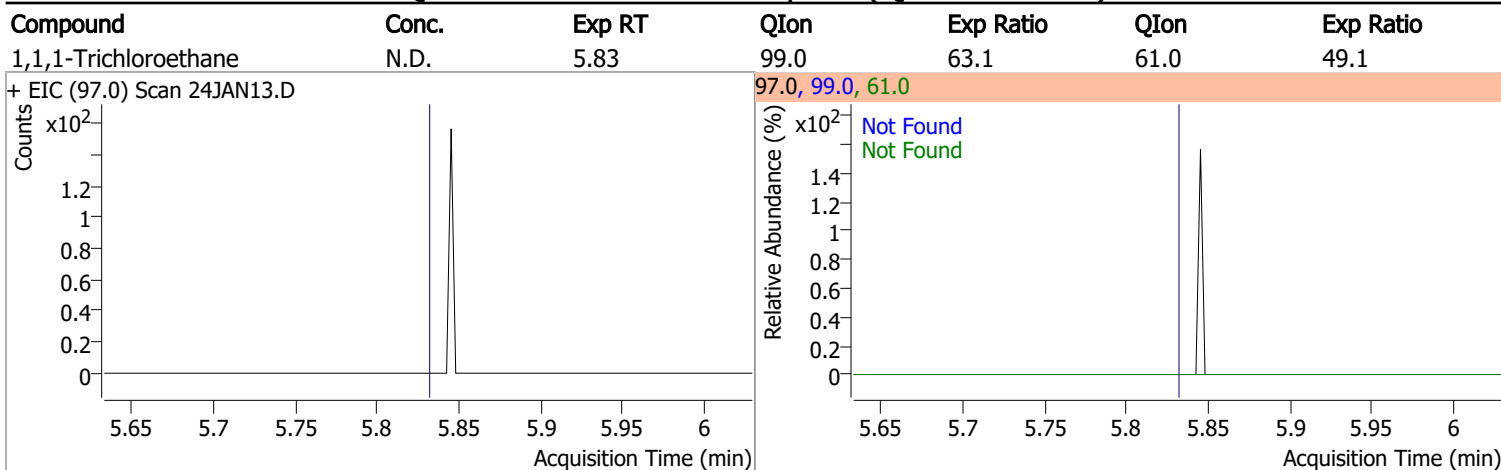 Compound Conc. Exp RT QIon Exp Ratio QIon Exp Ratio
1,1,1-Trichloroethane N.D. 5.83 99.0 63.1 61.0 49.1
+ EIC (97.0) Scan 24JAN13.D
Counts
x10²
1.2
1
0.8
0.6
0.4
0.2
0
5.65 5.7 5.75 5.8 5.85 5.9 5.95 6
Acquisition Time (min)
97.0, 99.0, 61.0
Relative Abundance (%)
x10²
Not Found
Not Found
1.4
1.2
1
0.8
0.6
0.4
0.2
0
5.65 5.7 5.75 5.8 5.85 5.9 5.95 6
Acquisition Time (min)